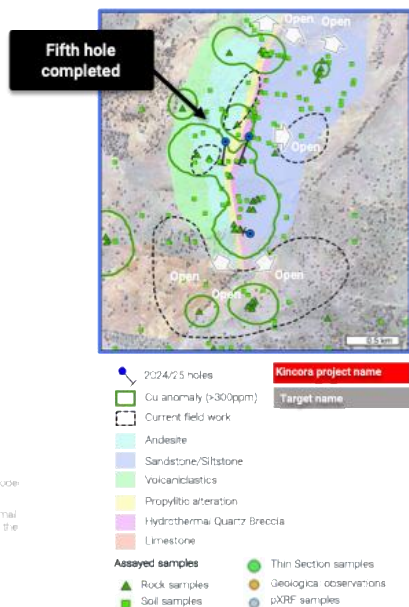 Open
Open
Fifth hole
completed
Open
Open
Open
0.5 km
2024/25 holes
Kincora project name
Cu anomaly (>300ppm)
Target name
Current field work
Andesite
Sandstone/Siltstone
Volcaniclastics
Propylitic alteration
Hydrothermal Quartz Breccia
Limestone
the
Assayed samples
Thin Section samples
Rock samples
Geological observations
Soil samples
pXRF samples